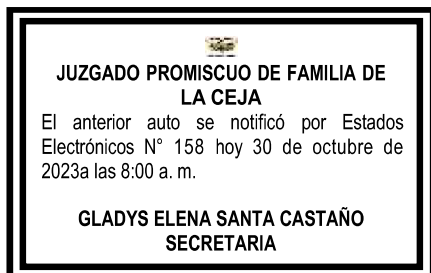 JUZGADO PROMISCUO DE FAMILIA DE
LA CEJA
El anterior auto se notificó por Estados
Electrónicos N° 158 hoy 30 de octubre de
2023a las 8:00 a. m.
GLADYS ELENA SANTA CASTAÑO
SECRETARIA